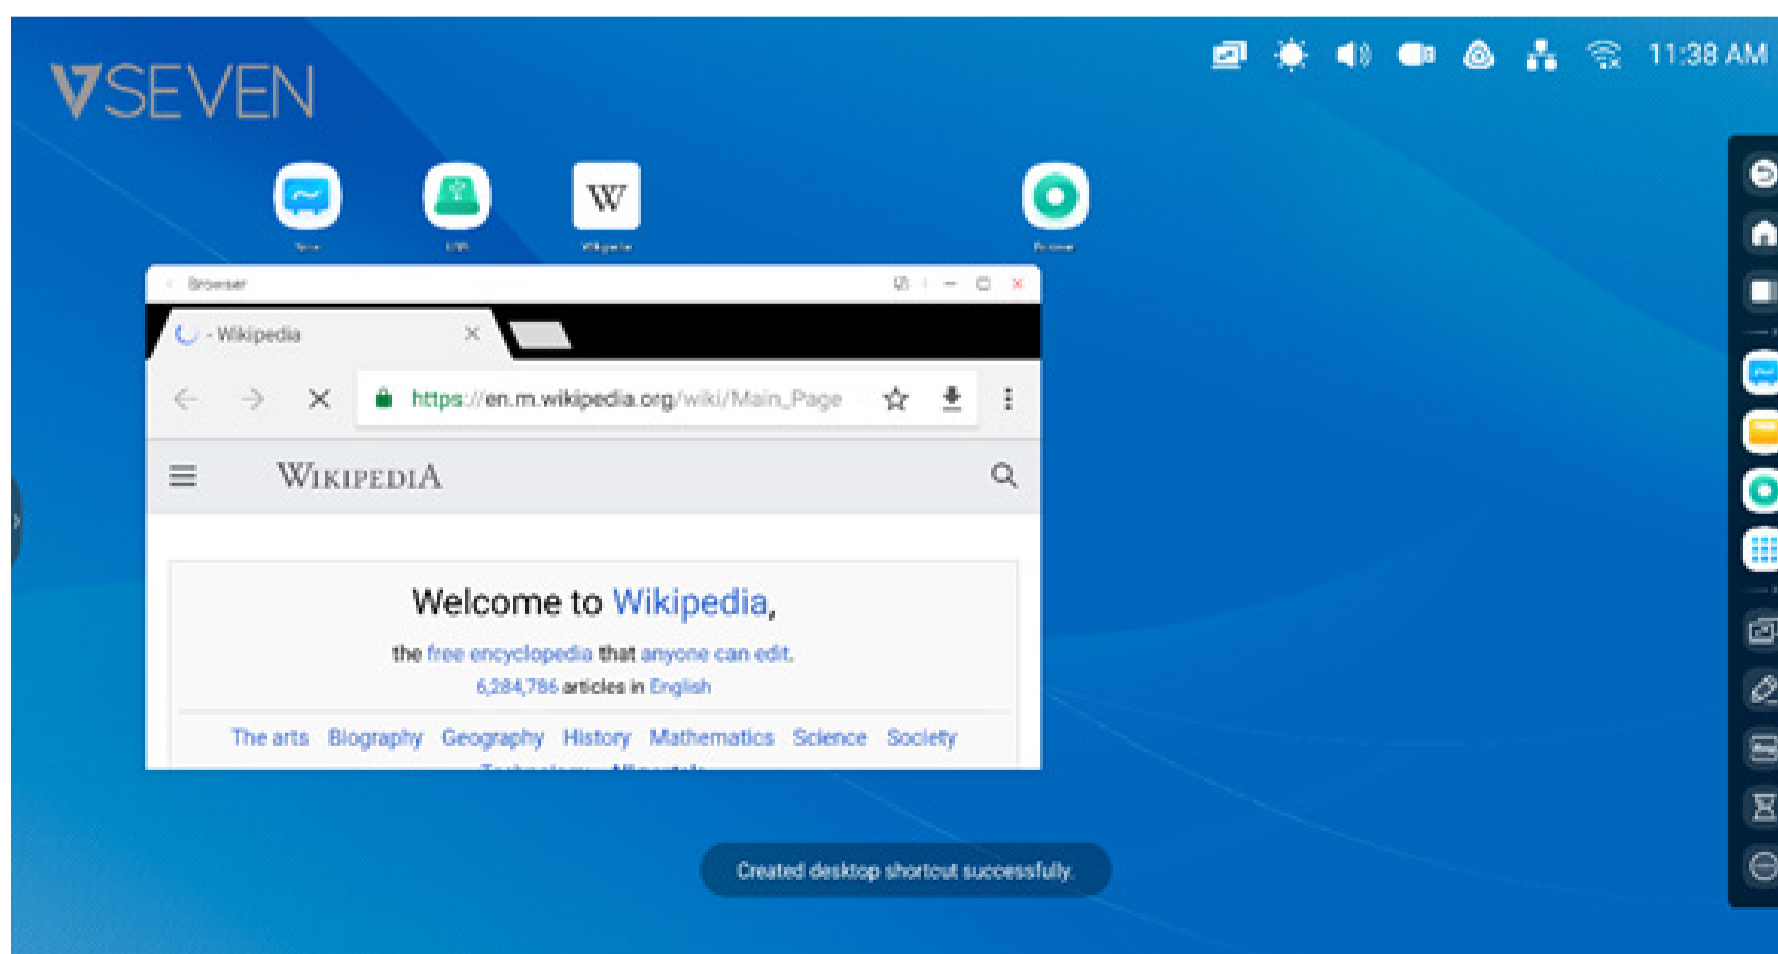 VSEVEN
11:38 AM
W
Wikipedia
Browser
- Wikipedia
https://en.m.wikipedia.org/wiki/Main_Page
WIKIPEDIA
Welcome to Wikipedia,
the free encyclopedia that anyone can edit.
6,284,786 articles in English
The arts Biography Geography History Mathematics Science Society
Created desktop shortcut successfully.